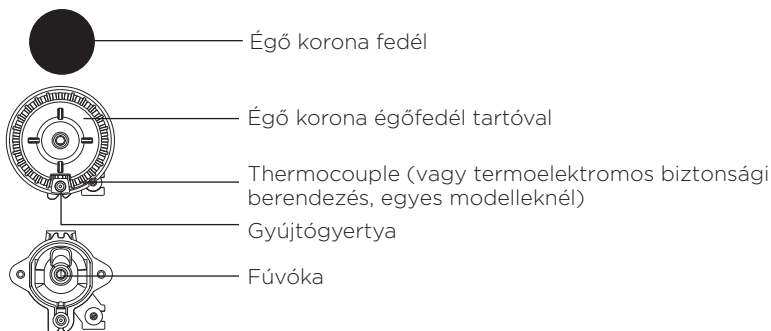 Égő korona fedél
Égő korona égőfedél tartóval
Thermocouple (vagy termoelektromos biztonsági
berendezés, egyes modelleknél)
Gyújtógyertya
Fúvóka